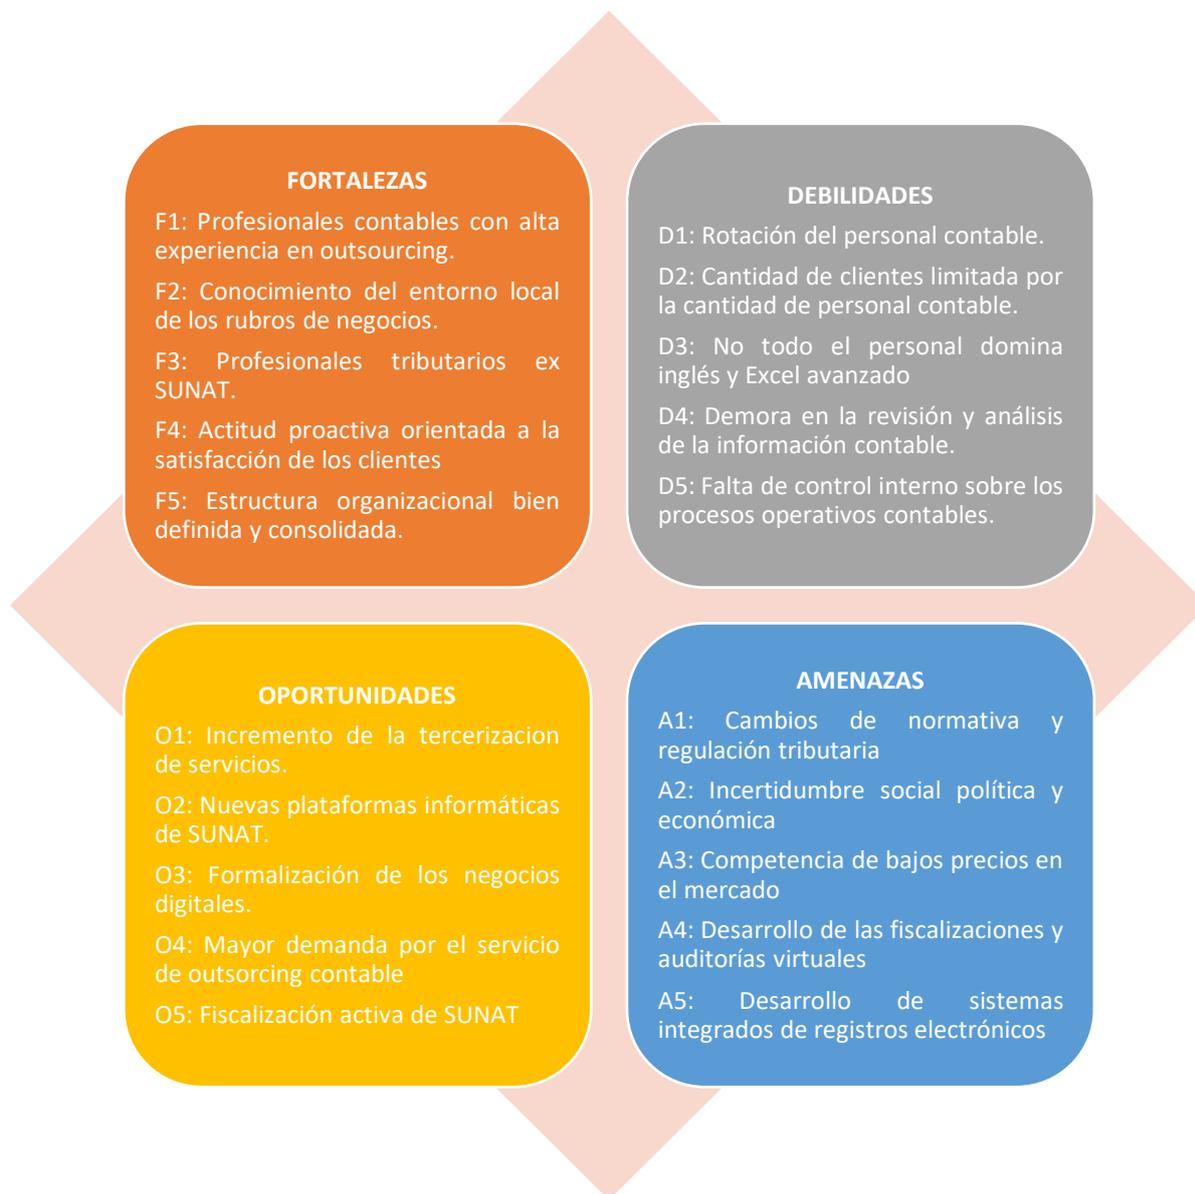 FORTALEZAS
F1: Profesionales contables con alta
experiencia en outsourcing.
F2: Conocimiento del entorno local
de los rubros de negocios.
F3: Profesionales tributarios ex
SUNAT.
F4: Actitud proactiva orientada a la
satisfacción de los clientes
F5: Estructura organizacional bien
definida y consolidada.
DEBILIDADES
D1: Rotación del personal contable.
D2: Cantidad de clientes limitada por
la cantidad de personal contable.
D3: No todo el personal domina
inglés y Excel avanzado
D4: Demora en la revisión y análisis
de la información contable.
D5: Falta de control interno sobre los
procesos operativos contables.
OPORTUNIDADES
O1: Incremento de la tercerizacion
de servicios.
O2: Nuevas plataformas informáticas
de SUNAT.
O3: Formalización de los negocios
digitales.
O4: Mayor demanda por el servicio
de outsorcing contable
O5: Fiscalización activa de SUNAT
AMENAZAS
A1: Cambios de normativa y
regulación tributaria
A2: Incertidumbre social política y
económica
A3: Competencia de bajos precios en
el mercado
A4: Desarrollo de las fiscalizaciones y
auditorías virtuales
A5: Desarrollo de sistemas
integrados de registros electrónicos